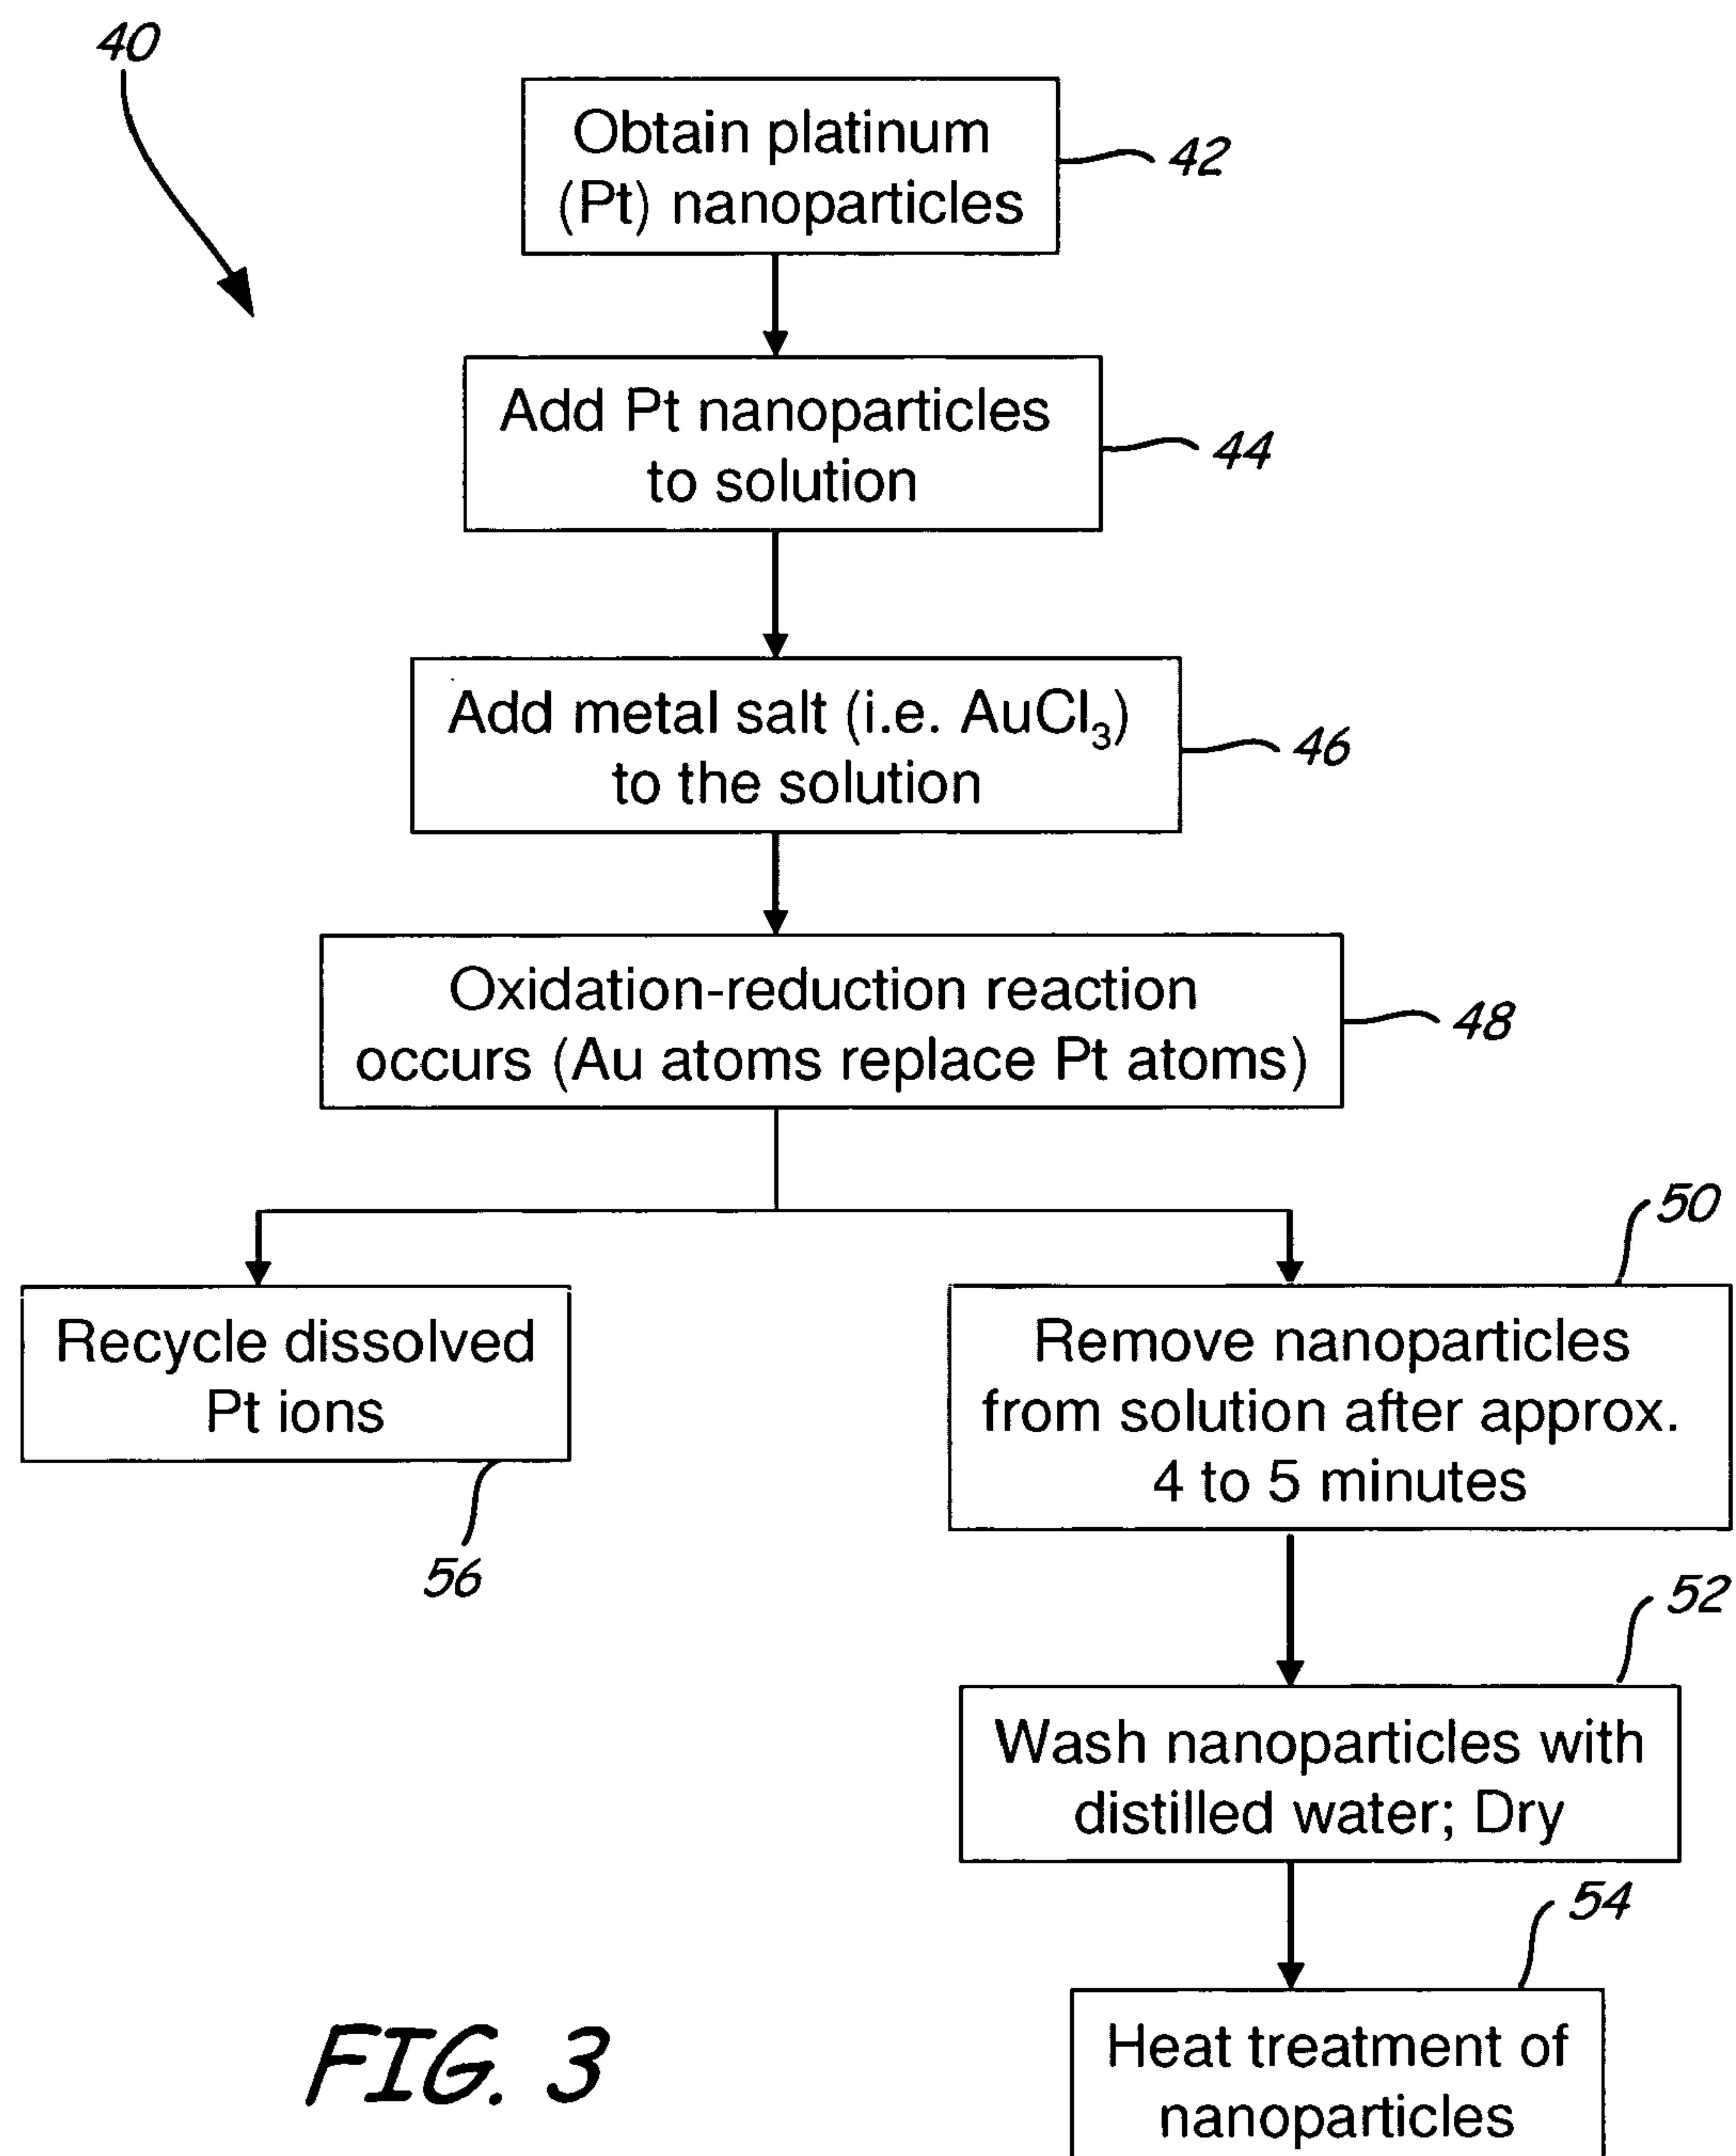 40
Obtain platinum
(Pt) nanoparticles
42
Add Pt nanoparticles
to solution
44
Add metal salt (i.e. AuCl₃)
to the solution
46
Oxidation-reduction reaction
occurs (Au atoms replace Pt atoms)
48
Recycle dissolved
Pt ions
56
50
Remove nanoparticles
from solution after approx.
4 to 5 minutes
52
Wash nanoparticles with
distilled water; Dry
54
Heat treatment of
nanoparticles
FIG. 3